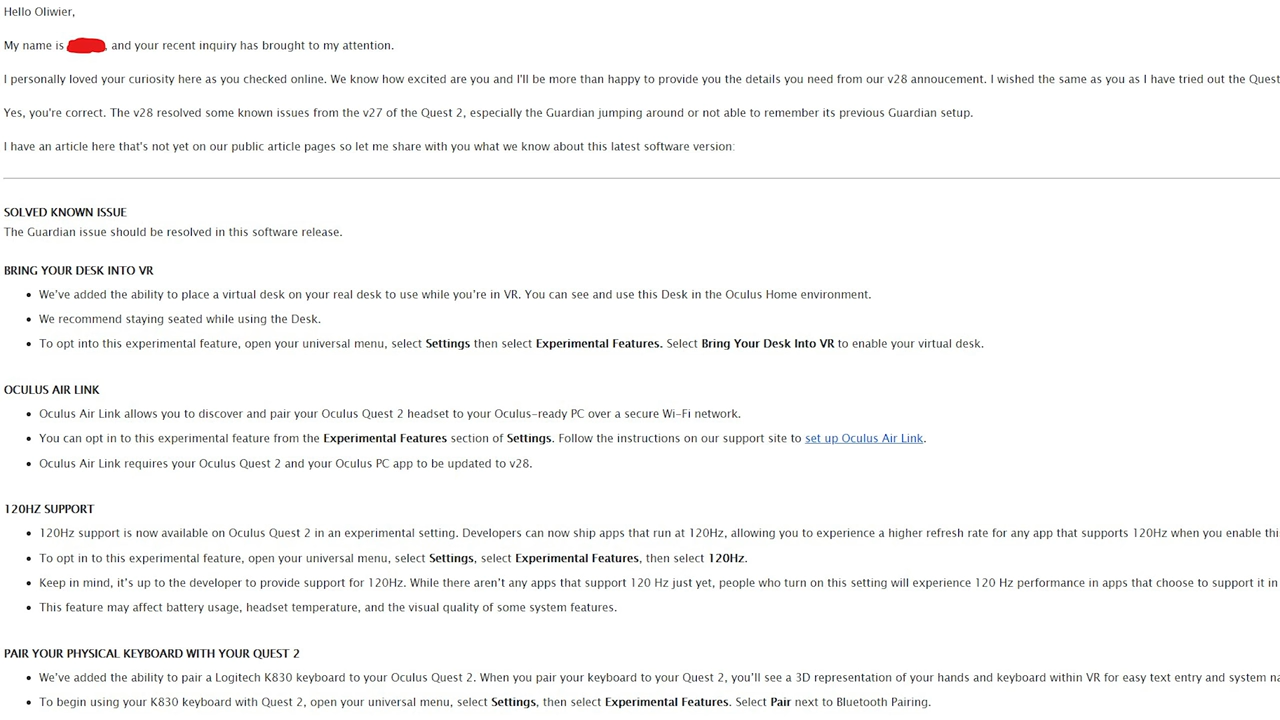 Hello Oliwier,
My name is , and your recent inquiry has brought to my attention.
I personally loved your curiosity here as you checked online. We know how excited are you and I'll be more than happy to provide you the details you need from our v28 annoucement. I wished the same as you as I have tried out the Quest
Yes, you're correct. The v28 resolved some known issues from the v27 of the Quest 2, especially the Guardian jumping around or not able to remember its previous Guardian setup.
I have an article here that's not yet on our public article pages so let me share with you what we know about this latest software version:
SOLVED KNOWN ISSUE
The Guardian issue should be resolved in this software release.
BRING YOUR DESK INTO VR
• We've added the ability to place a virtual desk on your real desk to use while you're in VR. You can see and use this Desk in the Oculus Home environment.
• We recommend staying seated while using the Desk.
• To opt into this experimental feature, open your universal menu, select Settings then select Experimental Features. Select Bring Your Desk Into VR to enable your virtual desk.
OCULUS AIR LINK
• Oculus Air Link allows you to discover and pair your Oculus Quest 2 headset to your Oculus-ready PC over a secure Wi-Fi network.
• You can opt in to this experimental feature from the Experimental Features section of Settings. Follow the instructions on our support site to set up Oculus Air Link.
• Oculus Air Link requires your Oculus Quest 2 and your Oculus PC app to be updated to v28.
120HZ SUPPORT
• 120Hz support is now available on Oculus Quest 2 in an experimental setting. Developers can now ship apps that run at 120Hz, allowing you to experience a higher refresh rate for any app that supports 120Hz when you enable thi
• To opt in to this experimental feature, open your universal menu, select Settings, select Experimental Features, then select 120Hz.
• Keep in mind, it's up to the developer to provide support for 120Hz. While there aren't any apps that support 120 Hz just yet, people who turn on this setting will experience 120 Hz performance in apps that choose to support it in
• This feature may affect battery usage, headset temperature, and the visual quality of some system features.
PAIR YOUR PHYSICAL KEYBOARD WITH YOUR QUEST 2
• We've added the ability to pair a Logitech K830 keyboard to your Oculus Quest 2. When you pair your keyboard to your Quest 2, you'll see a 3D representation of your hands and keyboard within VR for easy text entry and system na
• To begin using your K830 keyboard with Quest 2, open your universal menu, select Settings, then select Experimental Features. Select Pair next to Bluetooth Pairing.